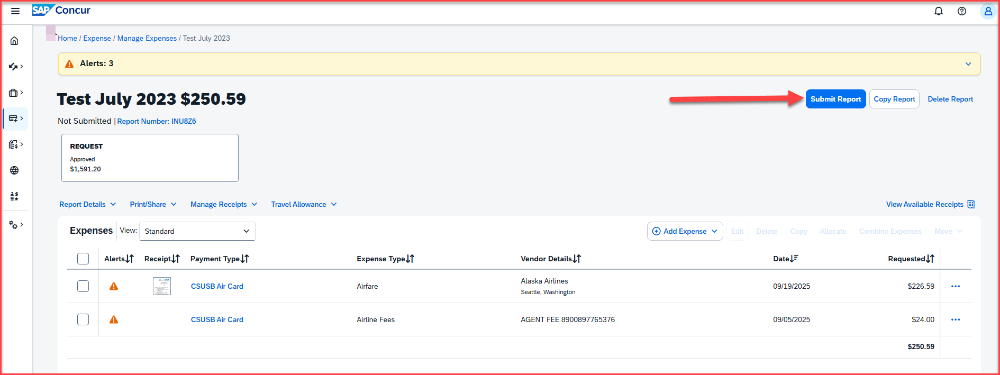 SAP Concur
Home / Expense / Manage Expenses / Test July 2023
Alerts: 3
Test July 2023 $250.59
Submit Report
Copy Report
Delete Report
Not Submitted | Report Number: INU8Z6
REQUEST
Approved
$1,591.20
Report Details
Print/Share
Manage Receipts
Travel Allowance
View Available Receipts
Expenses
View:
Standard
Add Expense
Edit
Delete
Copy
Allocate
Combine Expenses
Move
Alerts
Receipt
Payment Type
Expense Type
Vendor Details
Date
Requested
CSUSB Air Card
Airfare
Alaska Airlines
Seattle, Washington
09/19/2025
$226.59
CSUSB Air Card
Airline Fees
AGENT FEE 8900897765376
09/05/2025
$24.00
$250.59